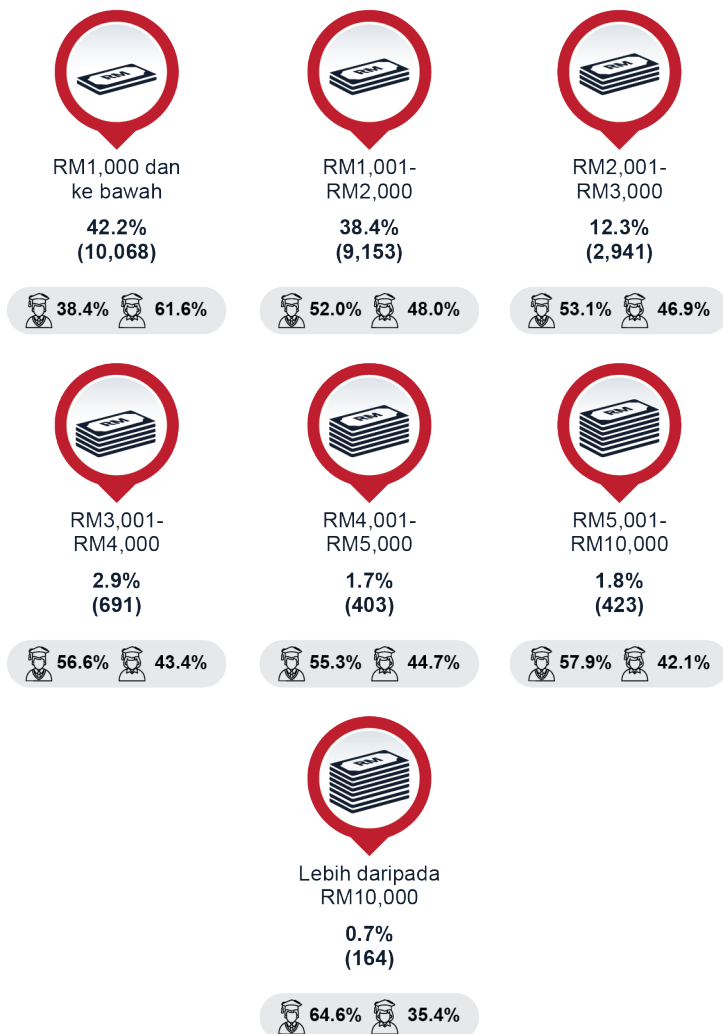 RM
RM1,000 dan
ke bawah
42.2%
(10,068)
38.4% 61.6%
RM
RM1,001-
RM2,000
38.4%
(9,153)
52.0% 48.0%
RM
RM2,001-
RM3,000
12.3%
(2,941)
53.1% 46.9%
RM
RM3,001-
RM4,000
2.9%
(691)
56.6% 43.4%
RM
RM4,001-
RM5,000
1.7%
(403)
55.3% 44.7%
RM
RM5,001-
RM10,000
1.8%
(423)
57.9% 42.1%
RM
Lebih daripada
RM10,000
0.7%
(164)
64.6% 35.4%